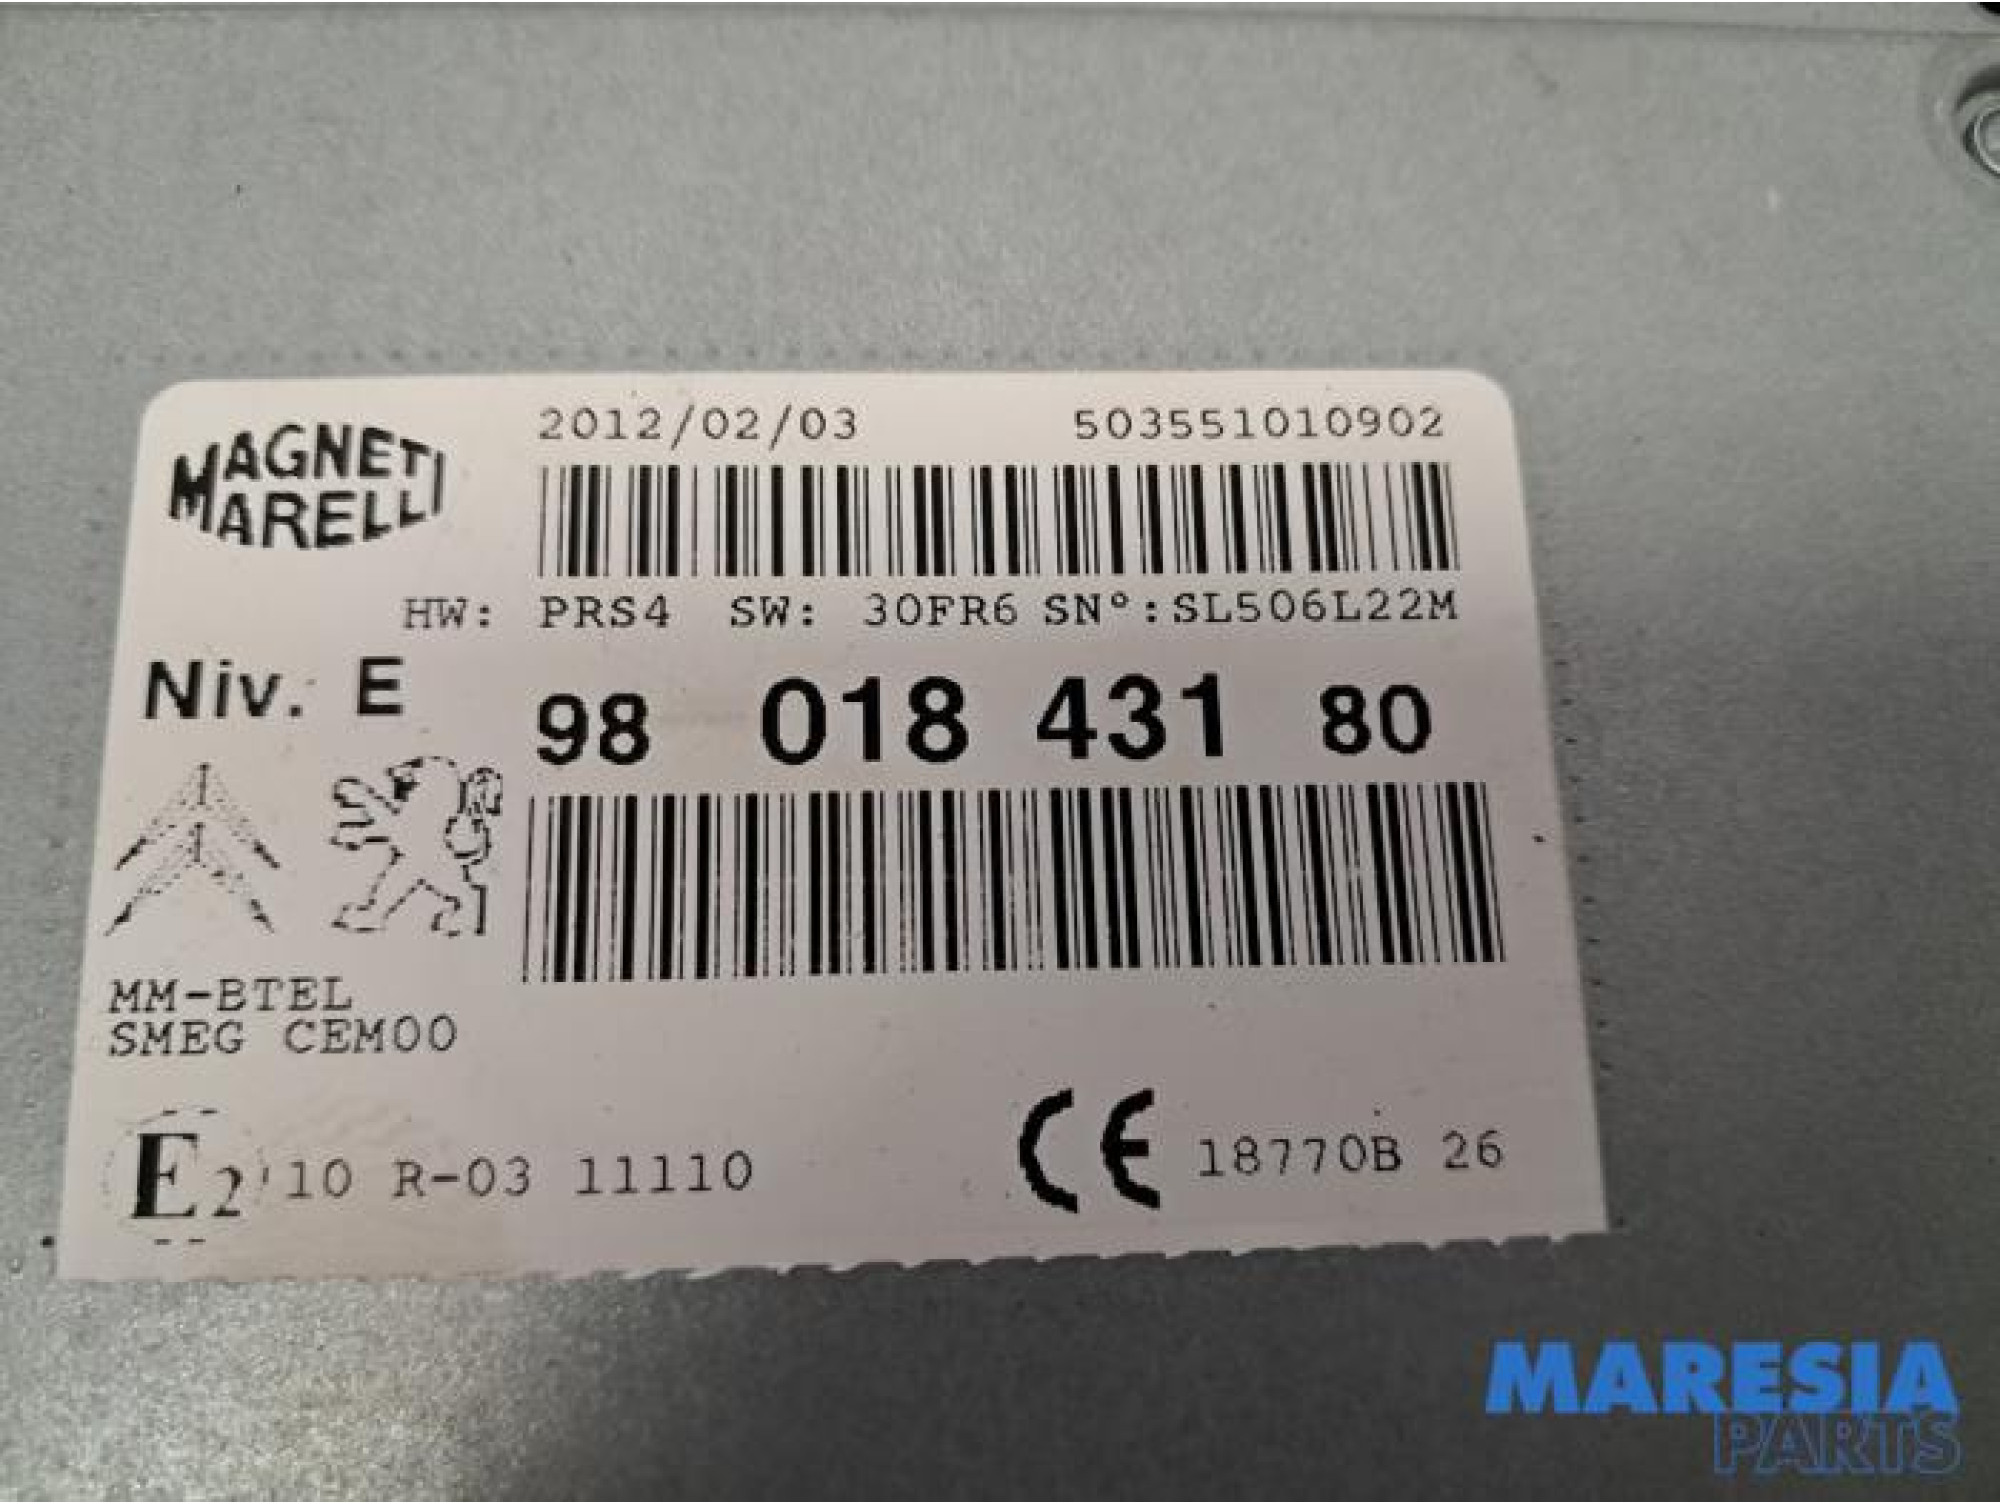 MAGNETI
MARELLI
2012/02/03 503551010902
HW: PRS4 SW: 30FR6 SN°:SL506L22M
Niv. E 98 018 431 80
MM-BTEL
SMEG CEM00
E2 10 R-03 11110 CE 18770B 26
MARESIA
PARTS